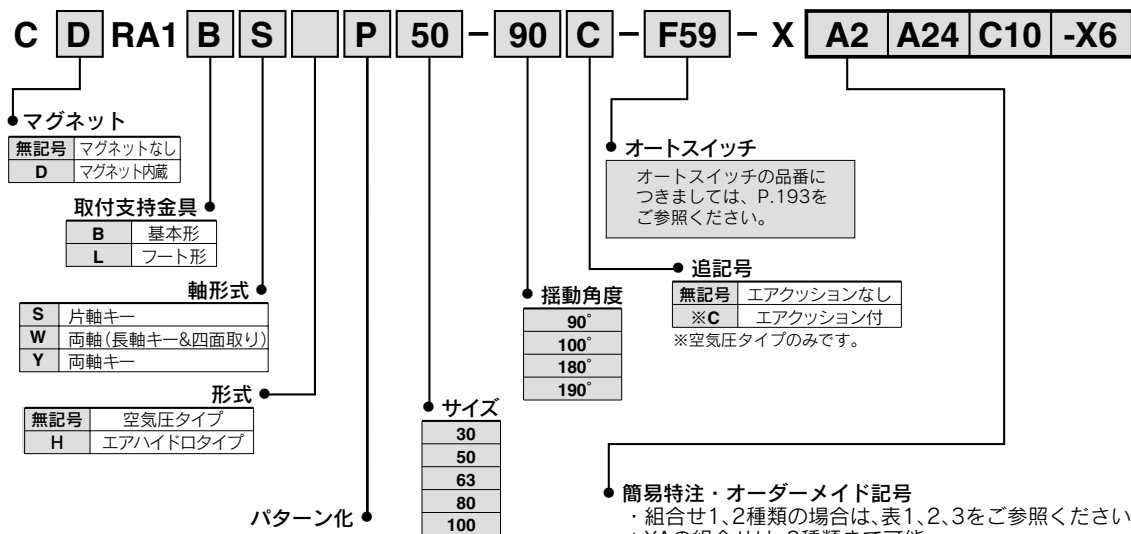 C D RA1 B S P 50 - 90 C - F59 - X A2 A24 C10 -X6
マグネット
無記号 マグネットなし
D マグネット内蔵
取付支持金具
B 基本形
L フート形
軸形式
S 片軸キー
W 両軸(長軸キー&四面取り)
Y 両軸キー
形式
無記号 空気圧タイプ
H エアハイドロタイプ
パターン化
サイズ
30
50
63
80
100
揺動角度
90°
100°
180°
190°
追記号
無記号 エアクッションなし
※C エアクッション付
※空気圧タイプのみです。
オートスイッチ
オートスイッチの品番に
つきましては、P.193を
ご参照ください。
簡易特注・オーダーメイド記号
・組合せ1、2種類の場合は、表1、2、3をご参照ください